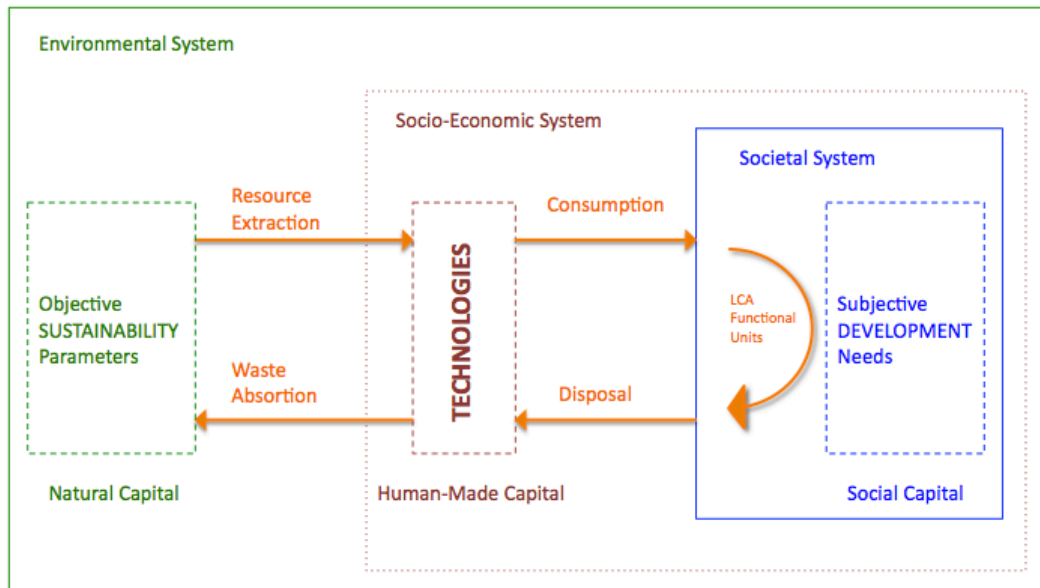 Environmental System
Socio-Economic System
Societal System
Resource
Extraction
Consumption
Objective
SUSTAINABILITY
Parameters
TECHNOLOGIES
LCA
Functional
Units
Subjective
DEVELOPMENT
Needs
Waste
Absortion
Disposal
Natural Capital
Human-Made Capital
Social Capital